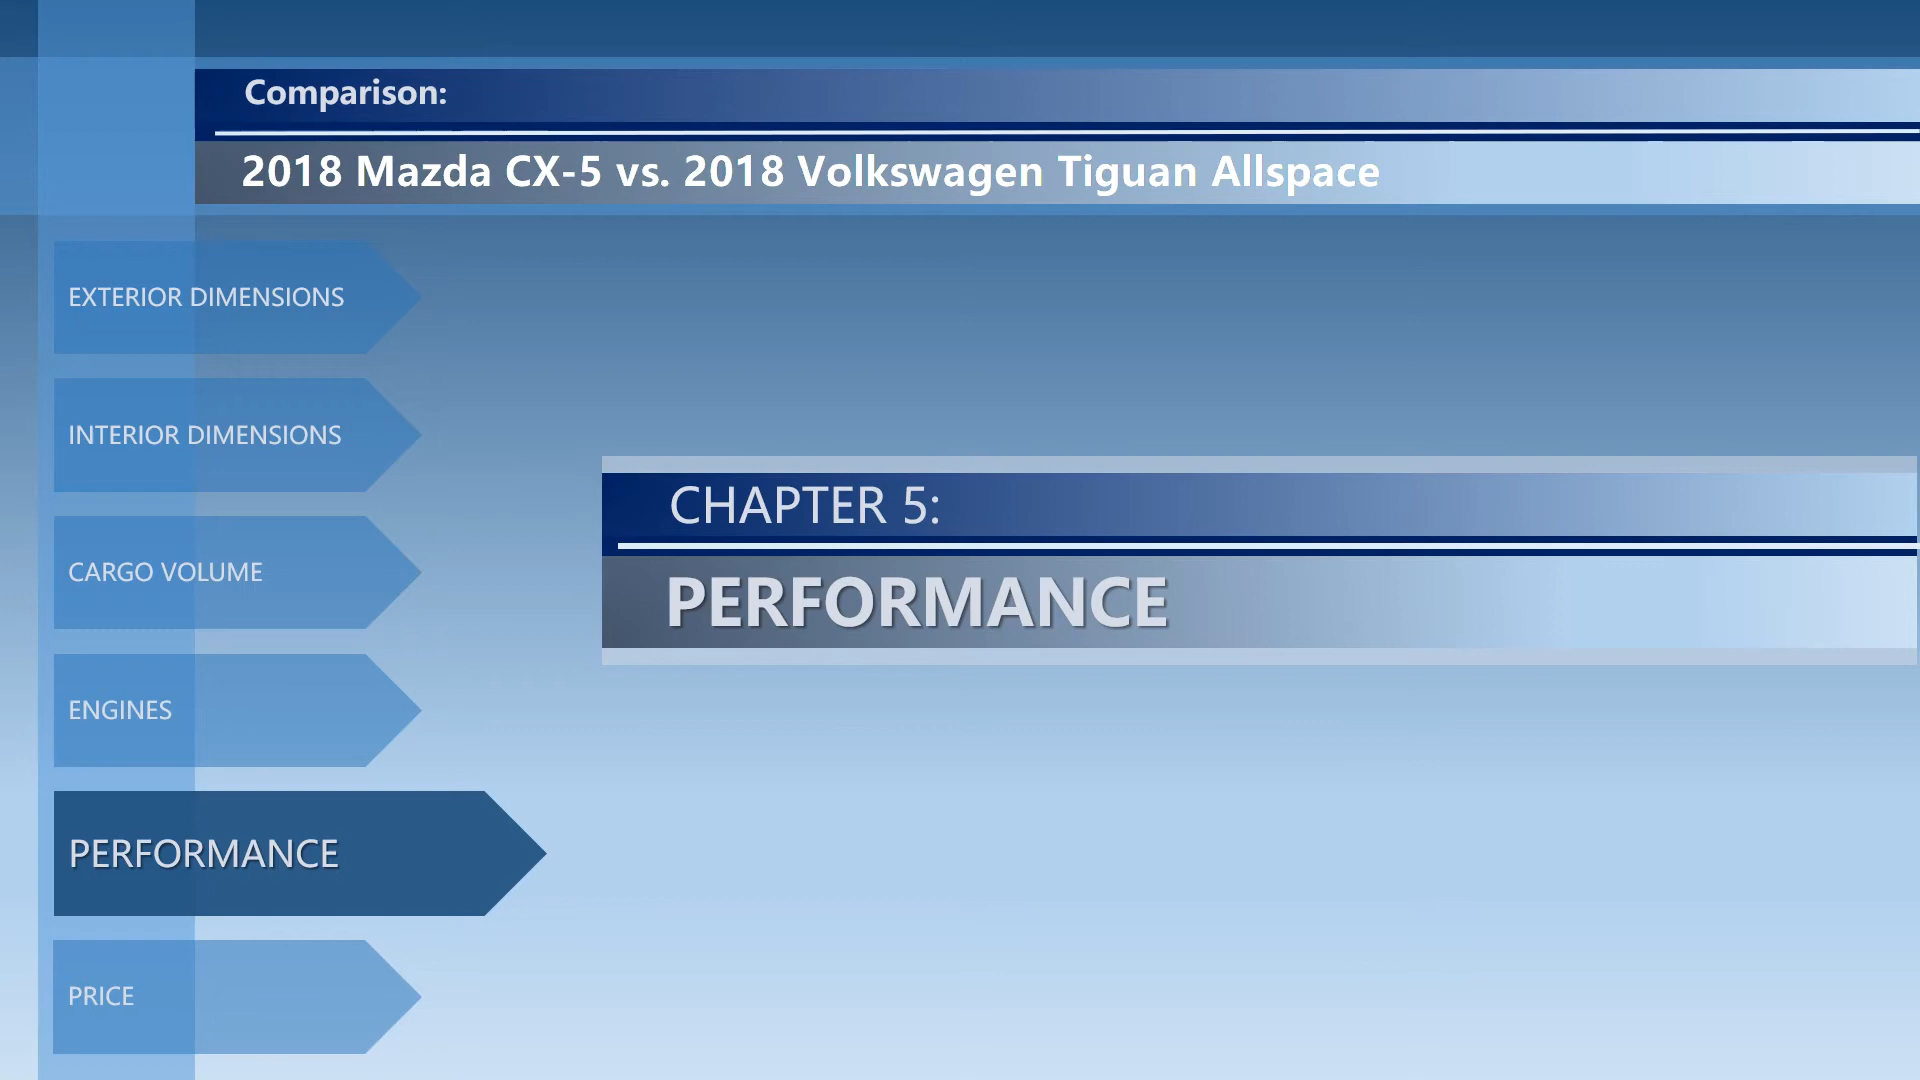 Comparison:
2018 Mazda CX-5 vs. 2018 Volkswagen Tiguan Allspace
EXTERIOR DIMENSIONS
INTERIOR DIMENSIONS
CARGO VOLUME
ENGINES
PERFORMANCE
PRICE
CHAPTER 5:
PERFORMANCE